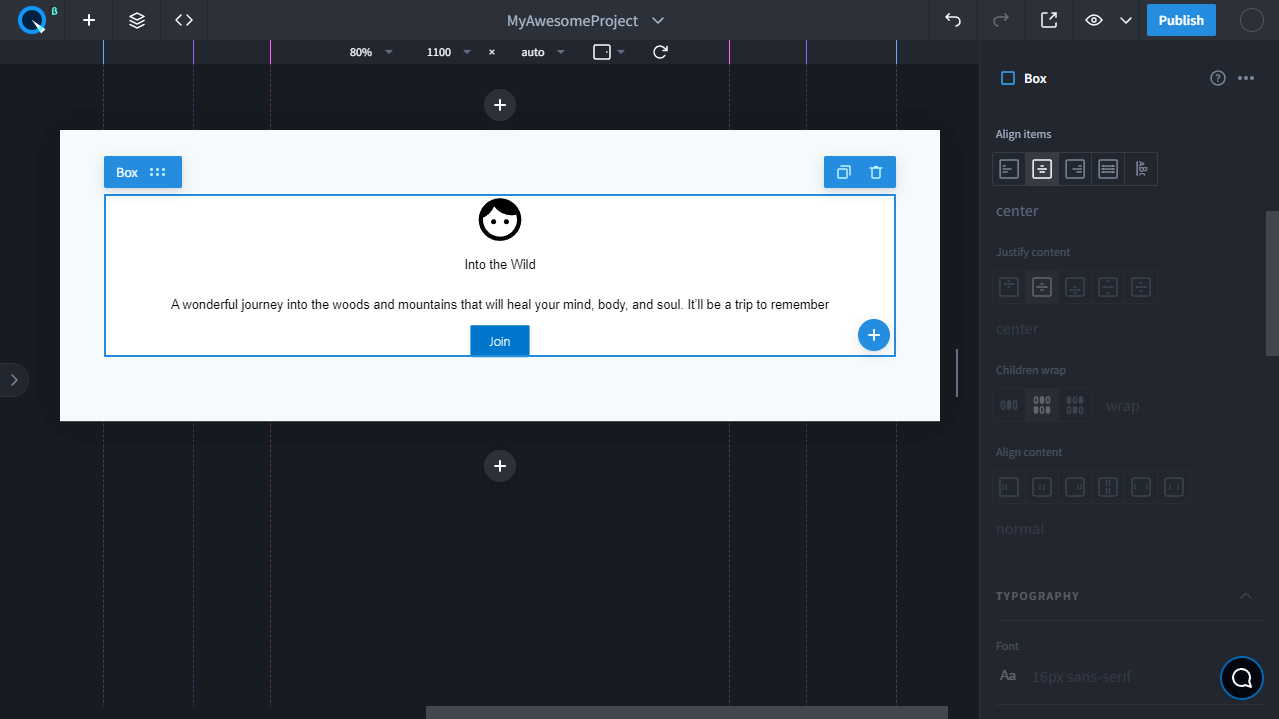 β
MyAwesomeProject
Publish
80%
1100
×
auto
Box
Align items
ABC
center
Justify content
center
Children wrap
wrap
Align content
normal
TYPOGRAPHY
Font
Aa 16px sans-serif
Box
Into the Wild
A wonderful journey into the woods and mountains that will heal your mind, body, and soul. It'll be a trip to remember
Join